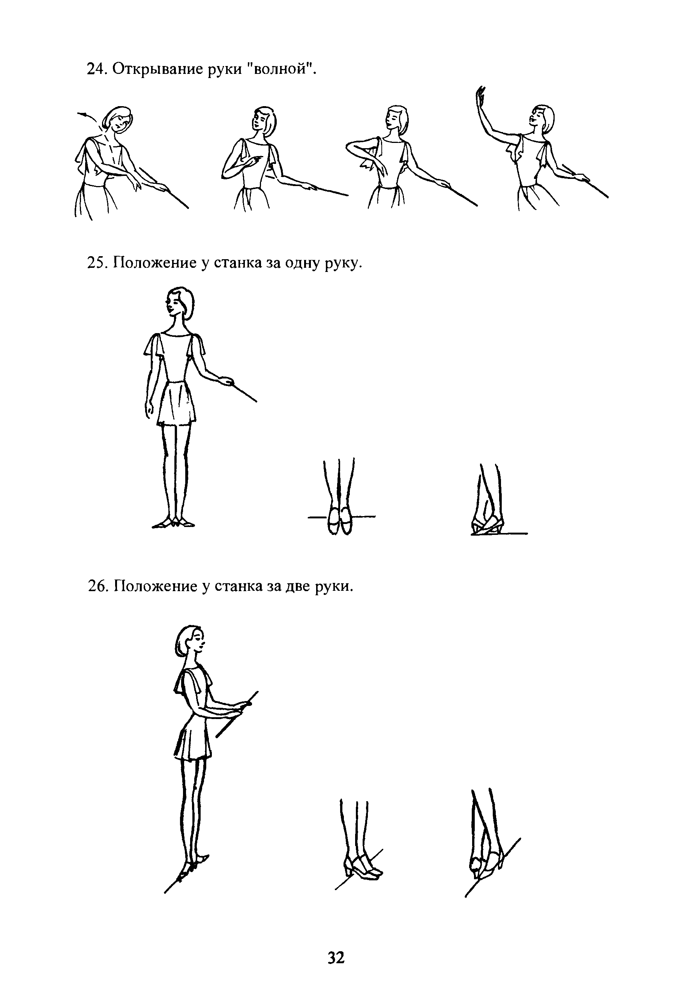 24. Открывание руки "волной".
25. Положение у станка за одну руку.
26. Положение у станка за две руки.
32